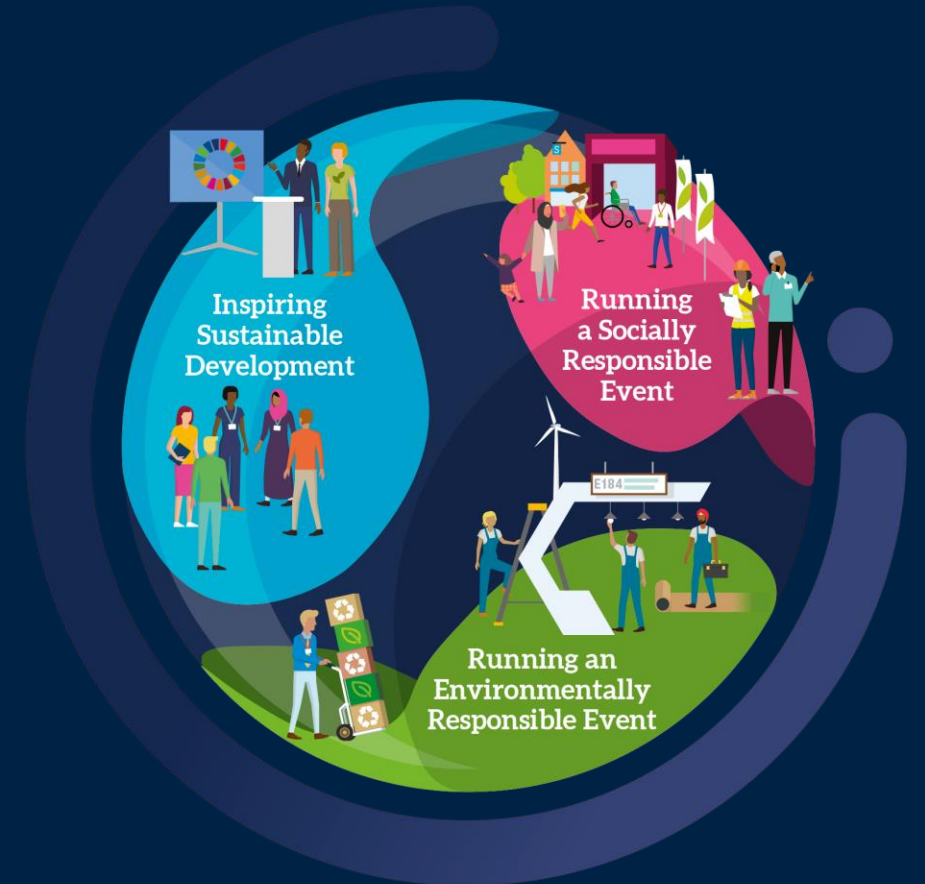 Inspiring
Sustainable
Development
S
Running
a Socially
Responsible
Event
E184
Running an
Environmentally
Responsible Event